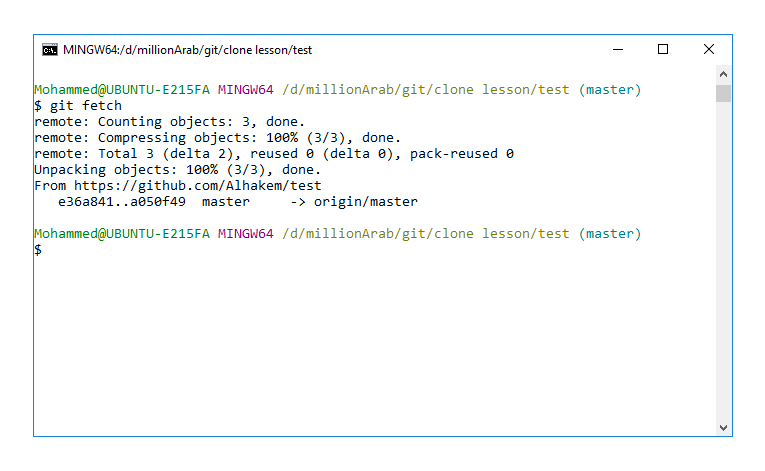 MINGW64:/d/millionArab/git/clone lesson/test
Mohammed@UBUNTU-E215FA MINGW64 /d/millionArab/git/clone lesson/test (master)
$ git fetch
remote: Counting objects: 3, done.
remote: Compressing objects: 100% (3/3), done.
remote: Total 3 (delta 2), reused 0 (delta 0), pack-reused 0
Unpacking objects: 100% (3/3), done.
From https://github.com/Alhakem/test
   e36a841..a050f49  master     -> origin/master
Mohammed@UBUNTU-E215FA MINGW64 /d/millionArab/git/clone lesson/test (master)
$